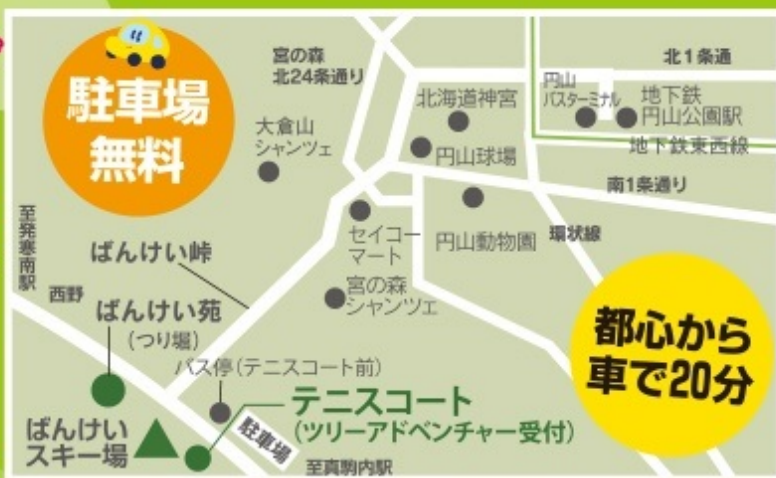 駐車場
無料
宮の森
北24条通り
北1条通
北海道神宮
円山
バスターミナル
地下鉄
円山公園駅
大倉山
シャンツェ
円山球場
地下鉄東西線
南1条通り
至発寒南駅
セイコー
マート
円山動物園
環状線
ばんけい峠
西野
宮の森
シャンツェ
ばんけい苑
(つり堀)
都心から
車で20分
バス停(テニスコート前)
テニスコート
(ツリーアドベンチャー受付)
ばんけい
スキー場
駐車場
至真駒内駅